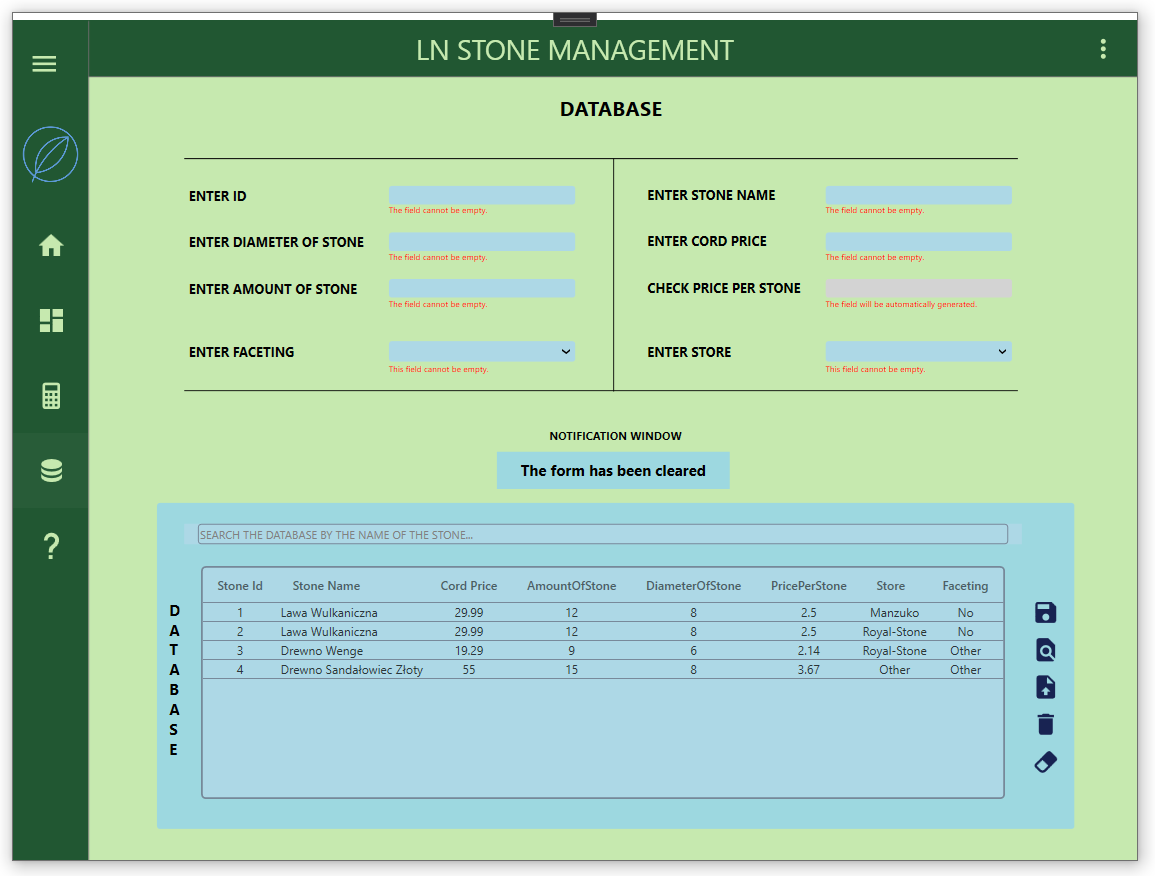 LN STONE MANAGEMENT
DATABASE
ENTER ID
The field cannot be empty.
ENTER STONE NAME
The field cannot be empty.
ENTER DIAMETER OF STONE
The field cannot be empty.
ENTER CORD PRICE
The field cannot be empty.
ENTER AMOUNT OF STONE
The field cannot be empty.
CHECK PRICE PER STONE
The field will be automatically generated.
ENTER FACETING
This field cannot be empty.
ENTER STORE
This field cannot be empty.
NOTIFICATION WINDOW
The form has been cleared
SEARCH THE DATABASE BY THE NAME OF THE STONE...
DATABASE
Stone Id Stone Name Cord Price AmountOfStone DiameterOfStone PricePerStone Store Faceting
1 Lawa Wulkaniczna 29.99 12 8 2.5 Manzuko No
2 Lawa Wulkaniczna 29.99 12 8 2.5 Royal-Stone No
3 Drewno Wenge 19.29 9 6 2.14 Royal-Stone Other
4 Drewno Sandałowiec Złoty 55 15 8 3.67 Other Other